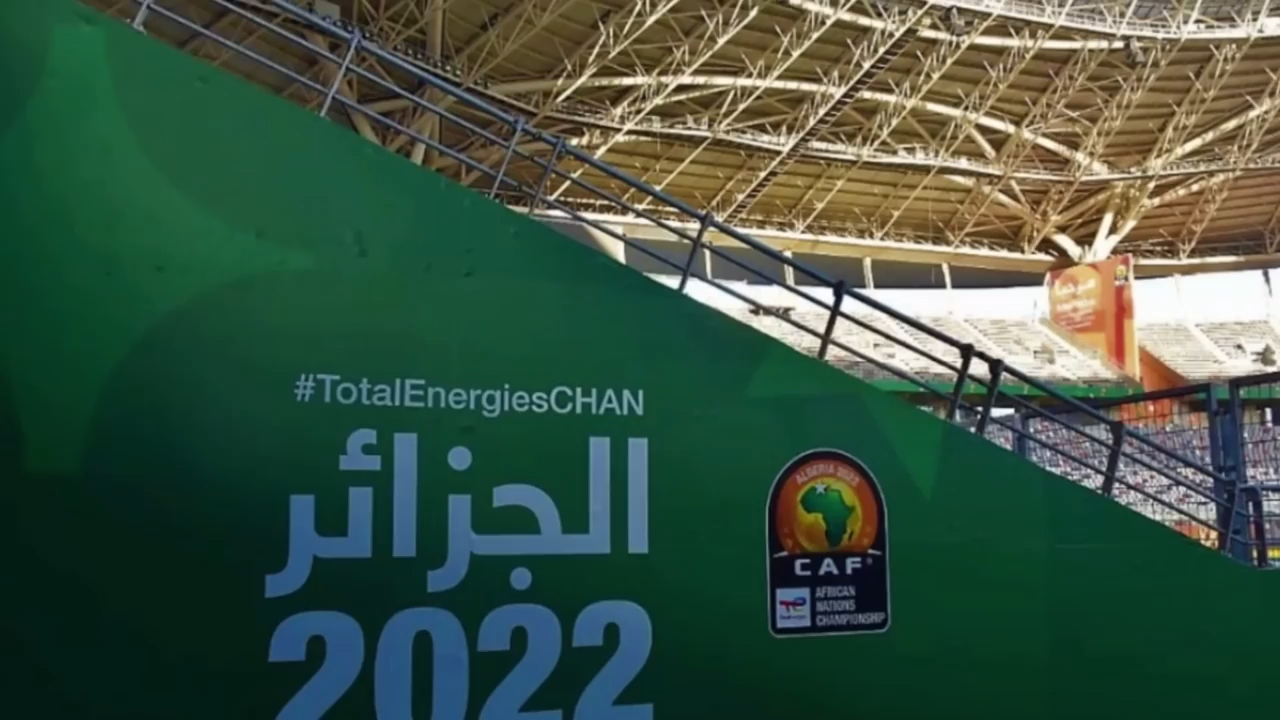 #TotalEnergiesCHAN
الجزائر
2022
ALGERIA 2022
CAF
AFRICAN
NATIONS
CHAMPIONSHIP